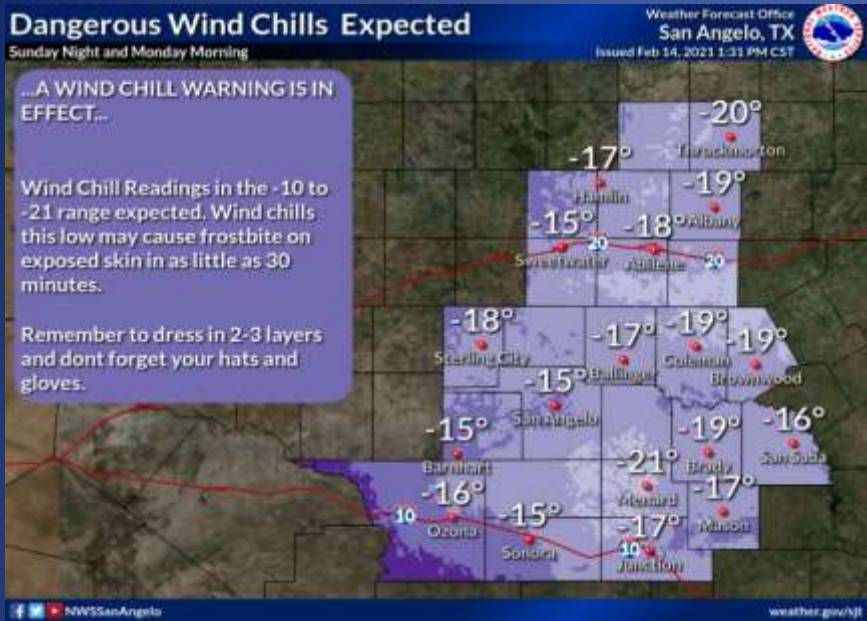 Dangerous Wind Chills Expected
Sunday Night and Monday Morning
Weather Forecast Office
San Angelo, TX
Issued Feb 14, 2021 1:31 PM CST
...A WIND CHILL WARNING IS IN
EFFECT...
Wind Chill Readings in the -10 to
-21 range expected. Wind chills
this low may cause frostbite on
exposed skin in as little as 30
minutes.
Remember to dress in 2-3 layers
and dont forget your hats and
gloves.
-20°
Throckmorton
-17°
Hamlin
-19°
Albany
-15°
Sweetwater
20
-18°
Abilene
20
-18°
Sterling City
-17°
Ballinger
-19°
Coleman
-19°
Brownwood
-15°
San Angelo
-15°
Barnhart
-19°
Brady
-16°
San Saba
-21°
Menard
-17°
Mason
10
-16°
Ozona
-15°
Sonora
-17°
10
Junction
NWSSanAngelo
weather.gov/sjt